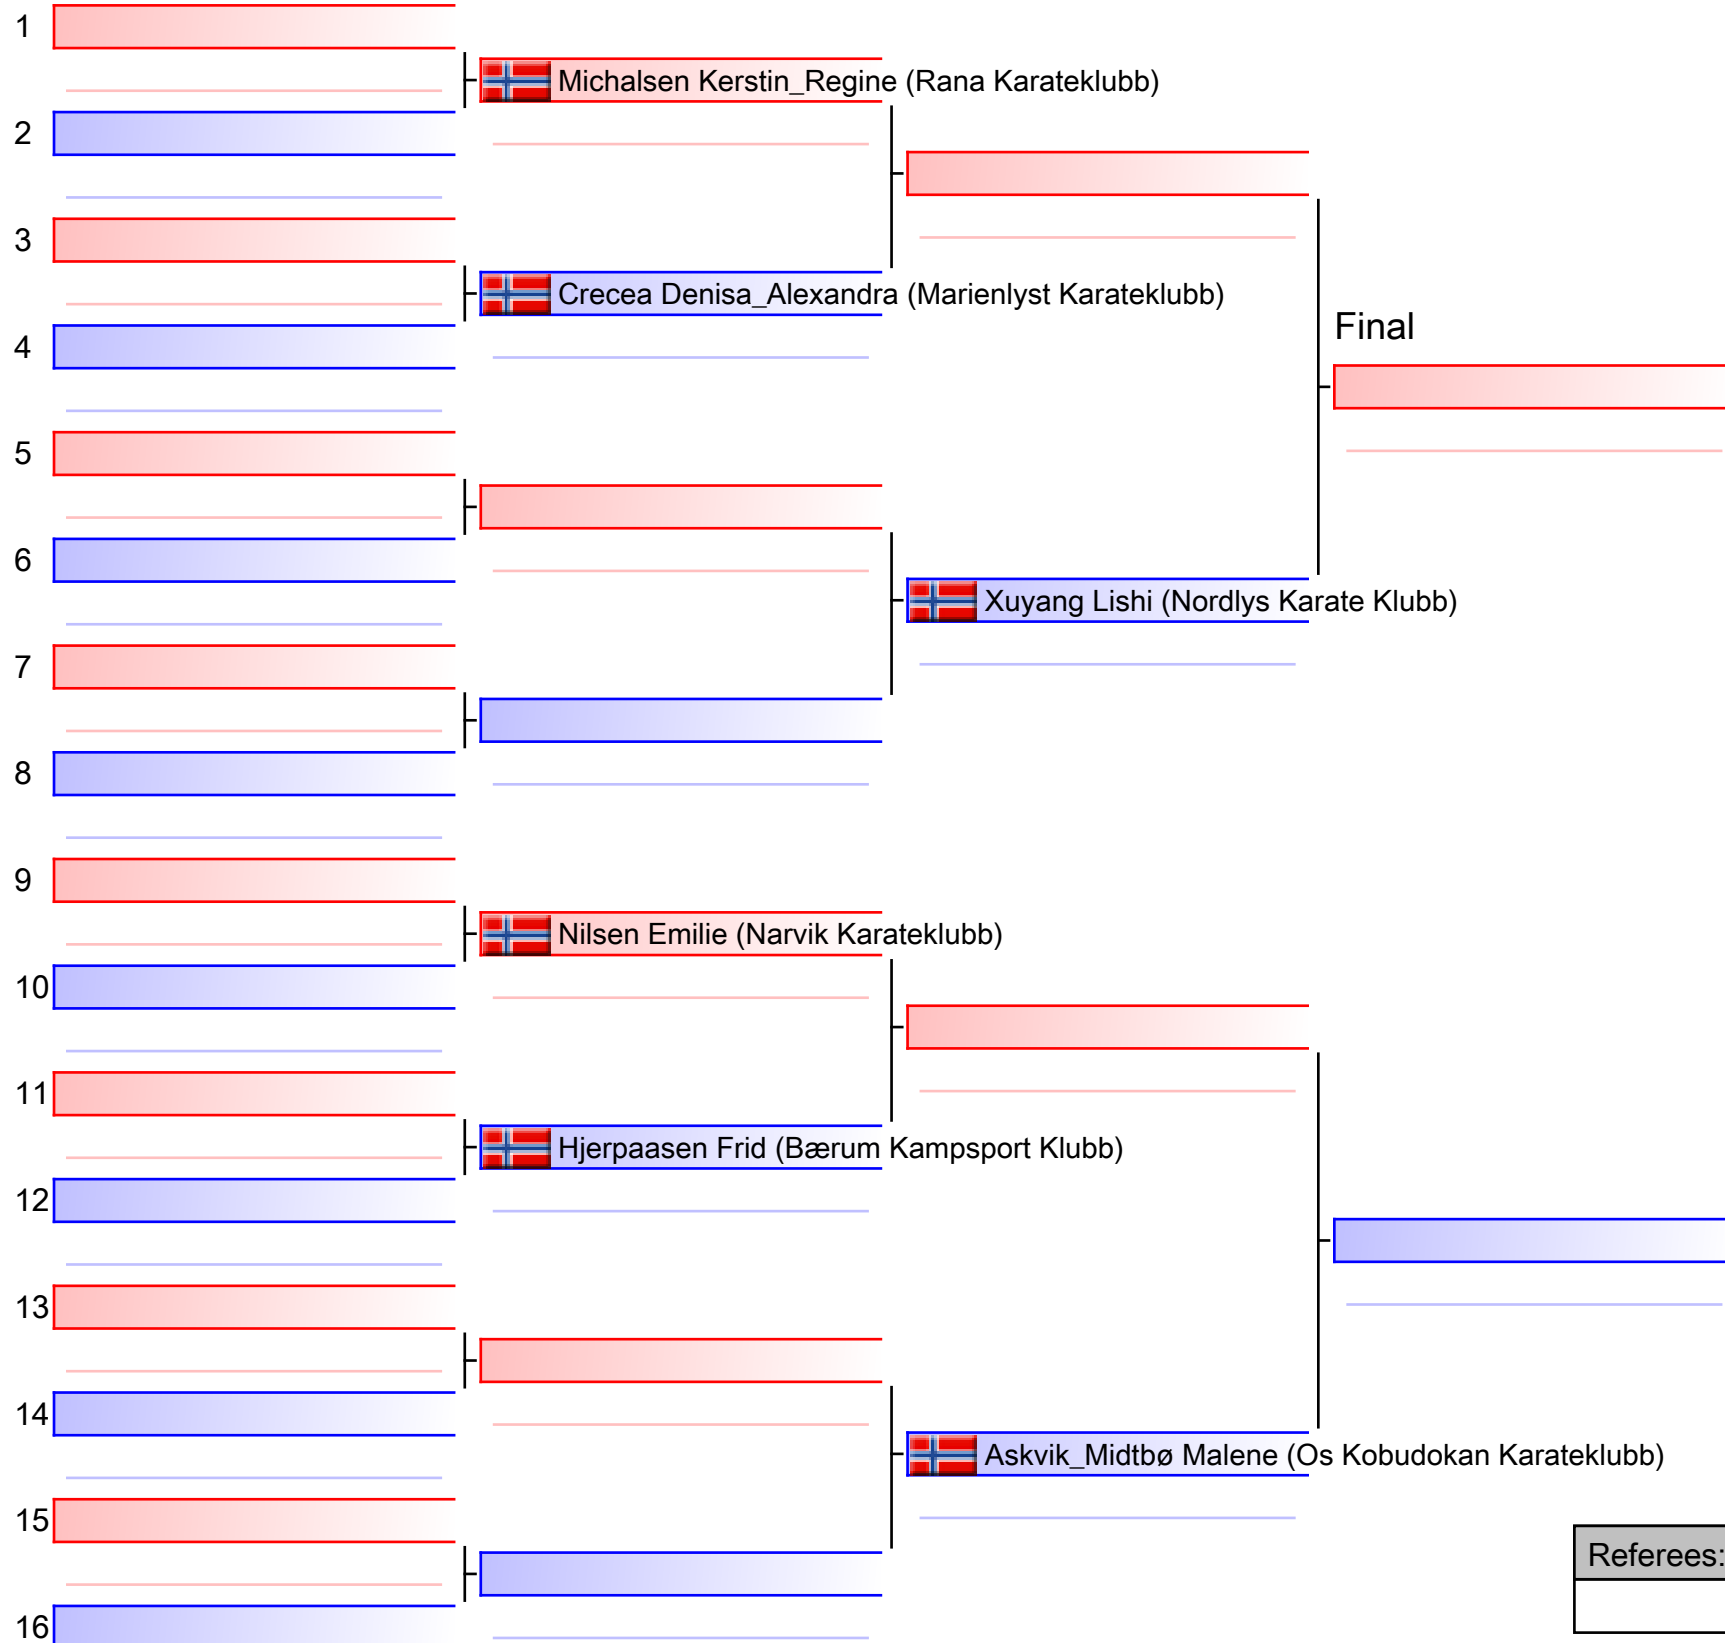 1
Michalsen Kerstin_Regine (Rana Karateklubb)
2
3
Crecea Denisa_Alexandra (Marienlyst Karateklubb)
Final
4
5
6
Xuyang Lishi (Nordlys Karate Klubb)
7
8
9
Nilsen Emilie (Narvik Karateklubb)
10
11
Hjerpaasen Frid (Bærum Kampsport Klubb)
12
13
14
Askvik_Midtbø Malene (Os Kobudokan Karateklubb)
15
Referees:
16